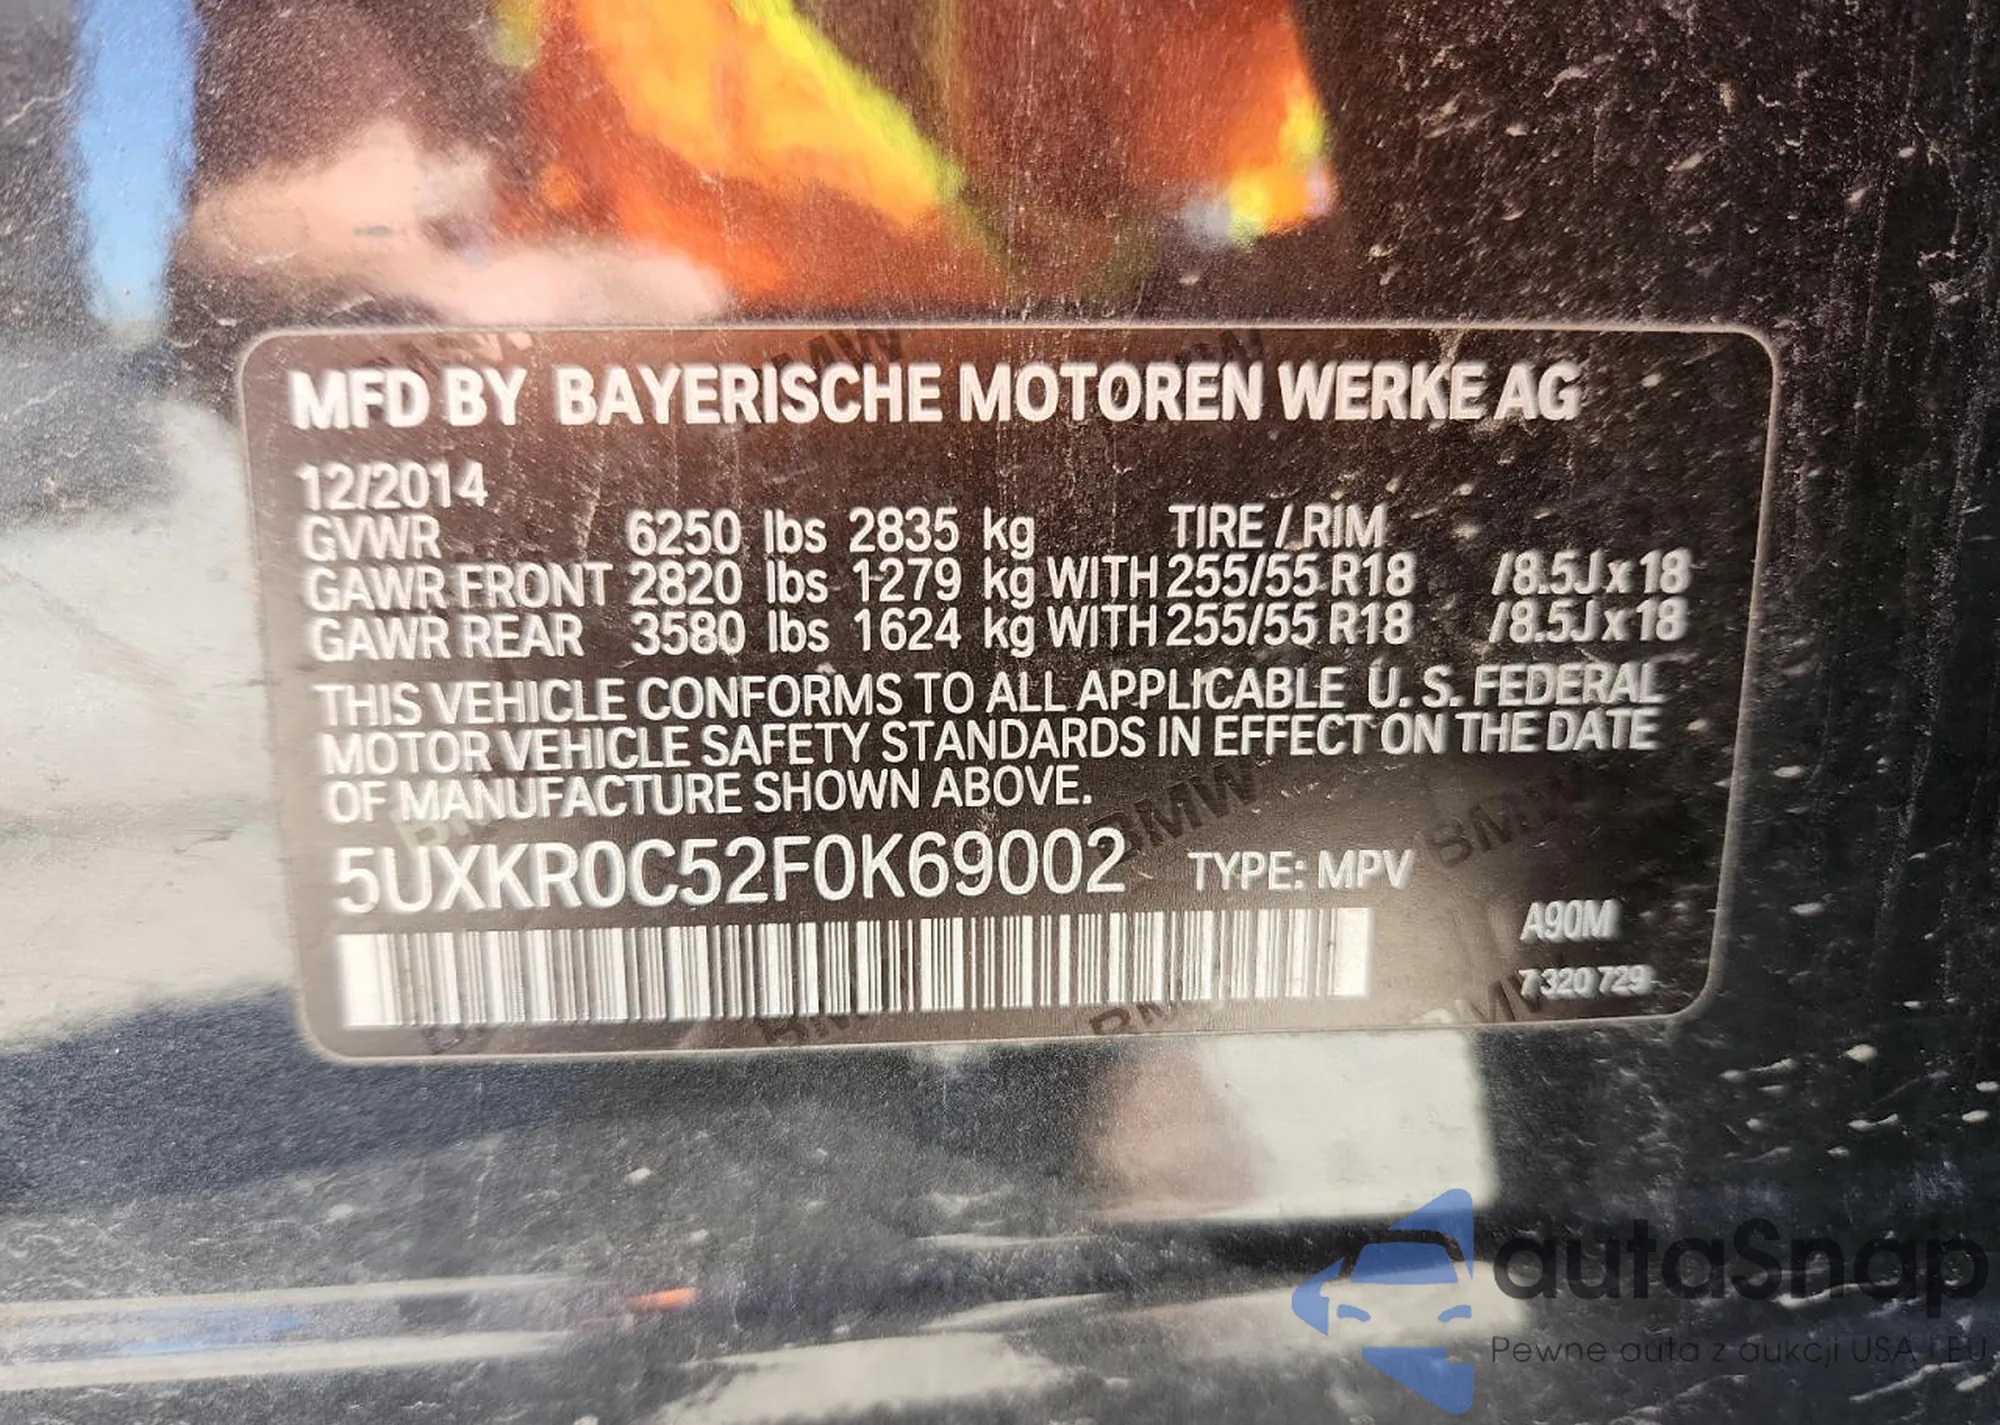 MFD BY BAYERISCHE MOTOREN WERKE AG
12/2014
GVWR 6250 lbs 2835 kg TIRE / RIM
GAWR FRONT 2820 lbs 1279 kg WITH 255/55 R18 /8.5J x 18
GAWR REAR 3580 lbs 1624 kg WITH 255/55 R18 /8.5J x 18
THIS VEHICLE CONFORMS TO ALL APPLICABLE U. S. FEDERAL
MOTOR VEHICLE SAFETY STANDARDS IN EFFECT ON THE DATE
OF MANUFACTURE SHOWN ABOVE.
5UXKR0C52F0K69002 TYPE: MPV
A90M
7 320 729
autaSnap
Pewne auta z aukcji USA i EU